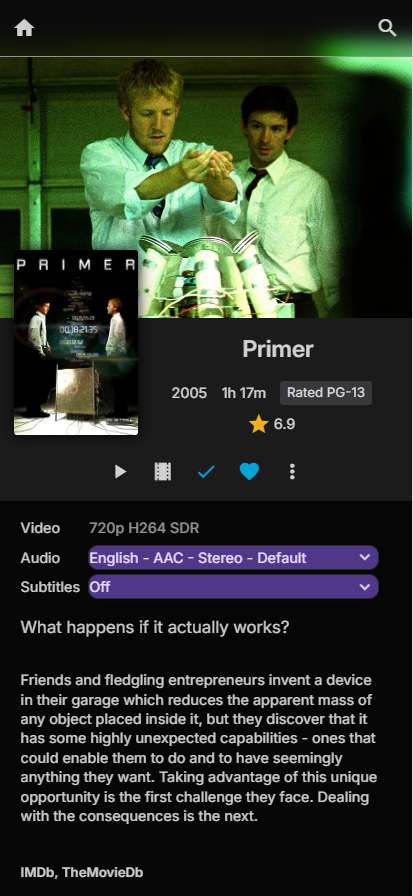 PRIMER
00:18:21:35
Primer
2005 1h 17m Rated PG-13
6.9
Video 720p H264 SDR
Audio English - AAC - Stereo - Default
Subtitles Off
What happens if it actually works?
Friends and fledgling entrepreneurs invent a device
in their garage which reduces the apparent mass of
any object placed inside it, but they discover that it
has some highly unexpected capabilities - ones that
could enable them to do and to have seemingly
anything they want. Taking advantage of this unique
opportunity is the first challenge they face. Dealing
with the consequences is the next.
IMDb, TheMovieDb